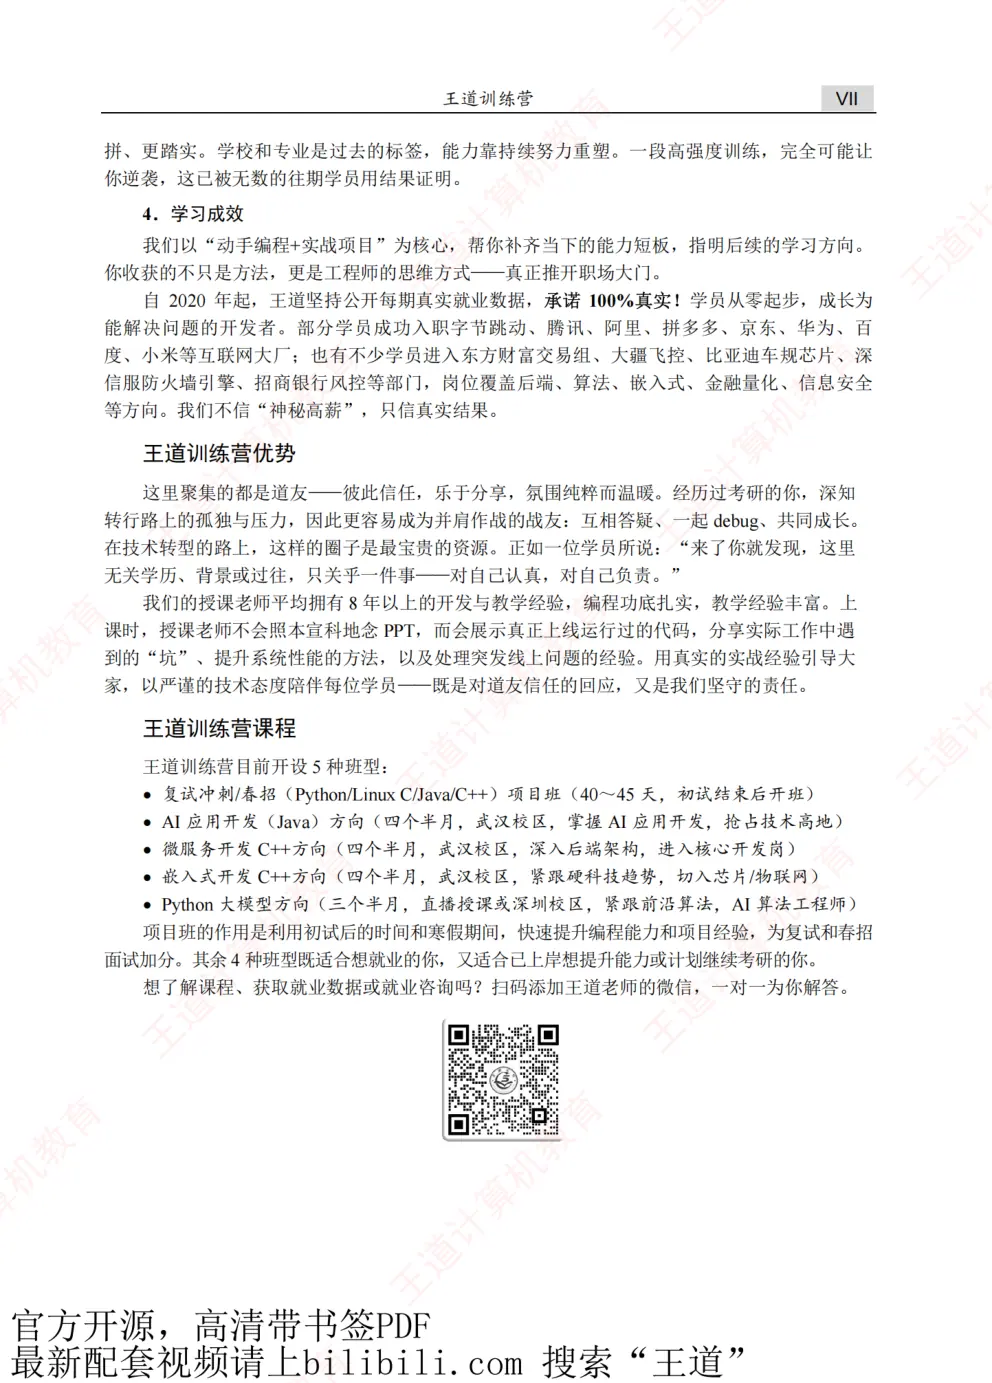 王道训练营 VII
拼、更踏实。学校和专业是过去的标签，能力靠持续努力重塑。一段高强度训练，完全可能让
你逆袭，这已被无数的往期学员用结果证明。
4．学习成效
我们以“动手编程+实战项目”为核心，帮你补齐当下的能力短板，指明后续的学习方向。
你收获的不只是方法，更是工程师的思维方式——真正推开职场大门。
自 2020 年起，王道坚持公开每期真实就业数据，承诺 100%真实！学员从零起步，成长为
能解决问题的开发者。部分学员成功入职字节跳动、腾讯、阿里、拼多多、京东、华为、百
度、小米等互联网大厂；也有不少学员进入东方财富交易组、大疆飞控、比亚迪车规芯片、深
信服防火墙引擎、招商银行风控等部门，岗位覆盖后端、算法、嵌入式、金融量化、信息安全
等方向。我们不信“神秘高薪”，只信真实结果。
王道训练营优势
这里聚集的都是道友——彼此信任，乐于分享，氛围纯粹而温暖。经历过考研的你，深知
转行路上的孤独与压力，因此更容易成为并肩作战的战友：互相答疑、一起 debug、共同成长。
在技术转型的路上，这样的圈子是最宝贵的资源。正如一位学员所说：“来了你就发现，这里
无关学历、背景或过往，只关乎一件事——对自己认真，对自己负责。”
我们的授课老师平均拥有 8 年以上的开发与教学经验，编程功底扎实，教学经验丰富。上
课时，授课老师不会照本宣科地念 PPT，而会展示真正上线运行过的代码，分享实际工作中遇
到的“坑”、提升系统性能的方法，以及处理突发线上问题的经验。用真实的实战经验引导大
家，以严谨的技术态度陪伴每位学员——既是对道友信任的回应，又是我们坚守的责任。
王道训练营课程
王道训练营目前开设 5 种班型：
● 复试冲刺/春招（Python/Linux C/Java/C++）项目班（40～45 天，初试结束后开班）
● AI 应用开发（Java）方向（四个半月，武汉校区，掌握 AI 应用开发，抢占技术高地）
● 微服务开发 C++方向（四个半月，武汉校区，深入后端架构，进入核心开发岗）
● 嵌入式开发 C++方向（四个半月，武汉校区，紧跟硬科技趋势，切入芯片/物联网）
● Python 大模型方向（三个半月，直播授课或深圳校区，紧跟前沿算法，AI 算法工程师）
项目班的作用是利用初试后的时间和寒假期间，快速提升编程能力和项目经验，为复试和春招
面试加分。其余 4 种班型既适合想就业的你，又适合已上岸想提升能力或计划继续考研的你。
想了解课程、获取就业数据或就业咨询吗？扫码添加王道老师的微信，一对一为你解答。
官方开源，高清带书签PDF
最新配套视频请上bilibili.com 搜索“王道”